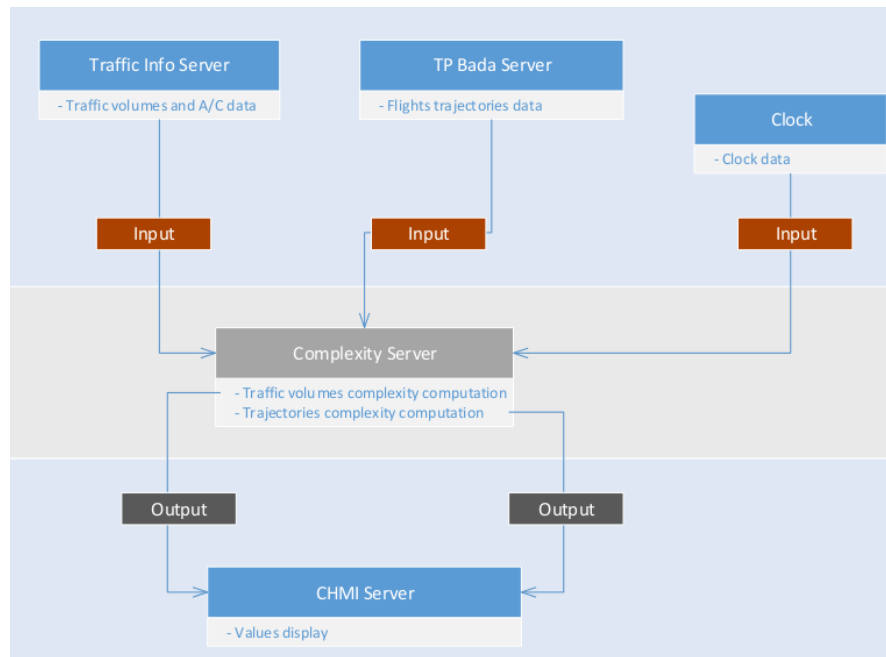 Traffic Info Server
- Traffic volumes and A/C data
TP Bada Server
- Flights trajectories data
Clock
- Clock data
Input
Input
Input
Complexity Server
- Traffic volumes complexity computation
- Trajectories complexity computation
Output
Output
CHMI Server
- Values display